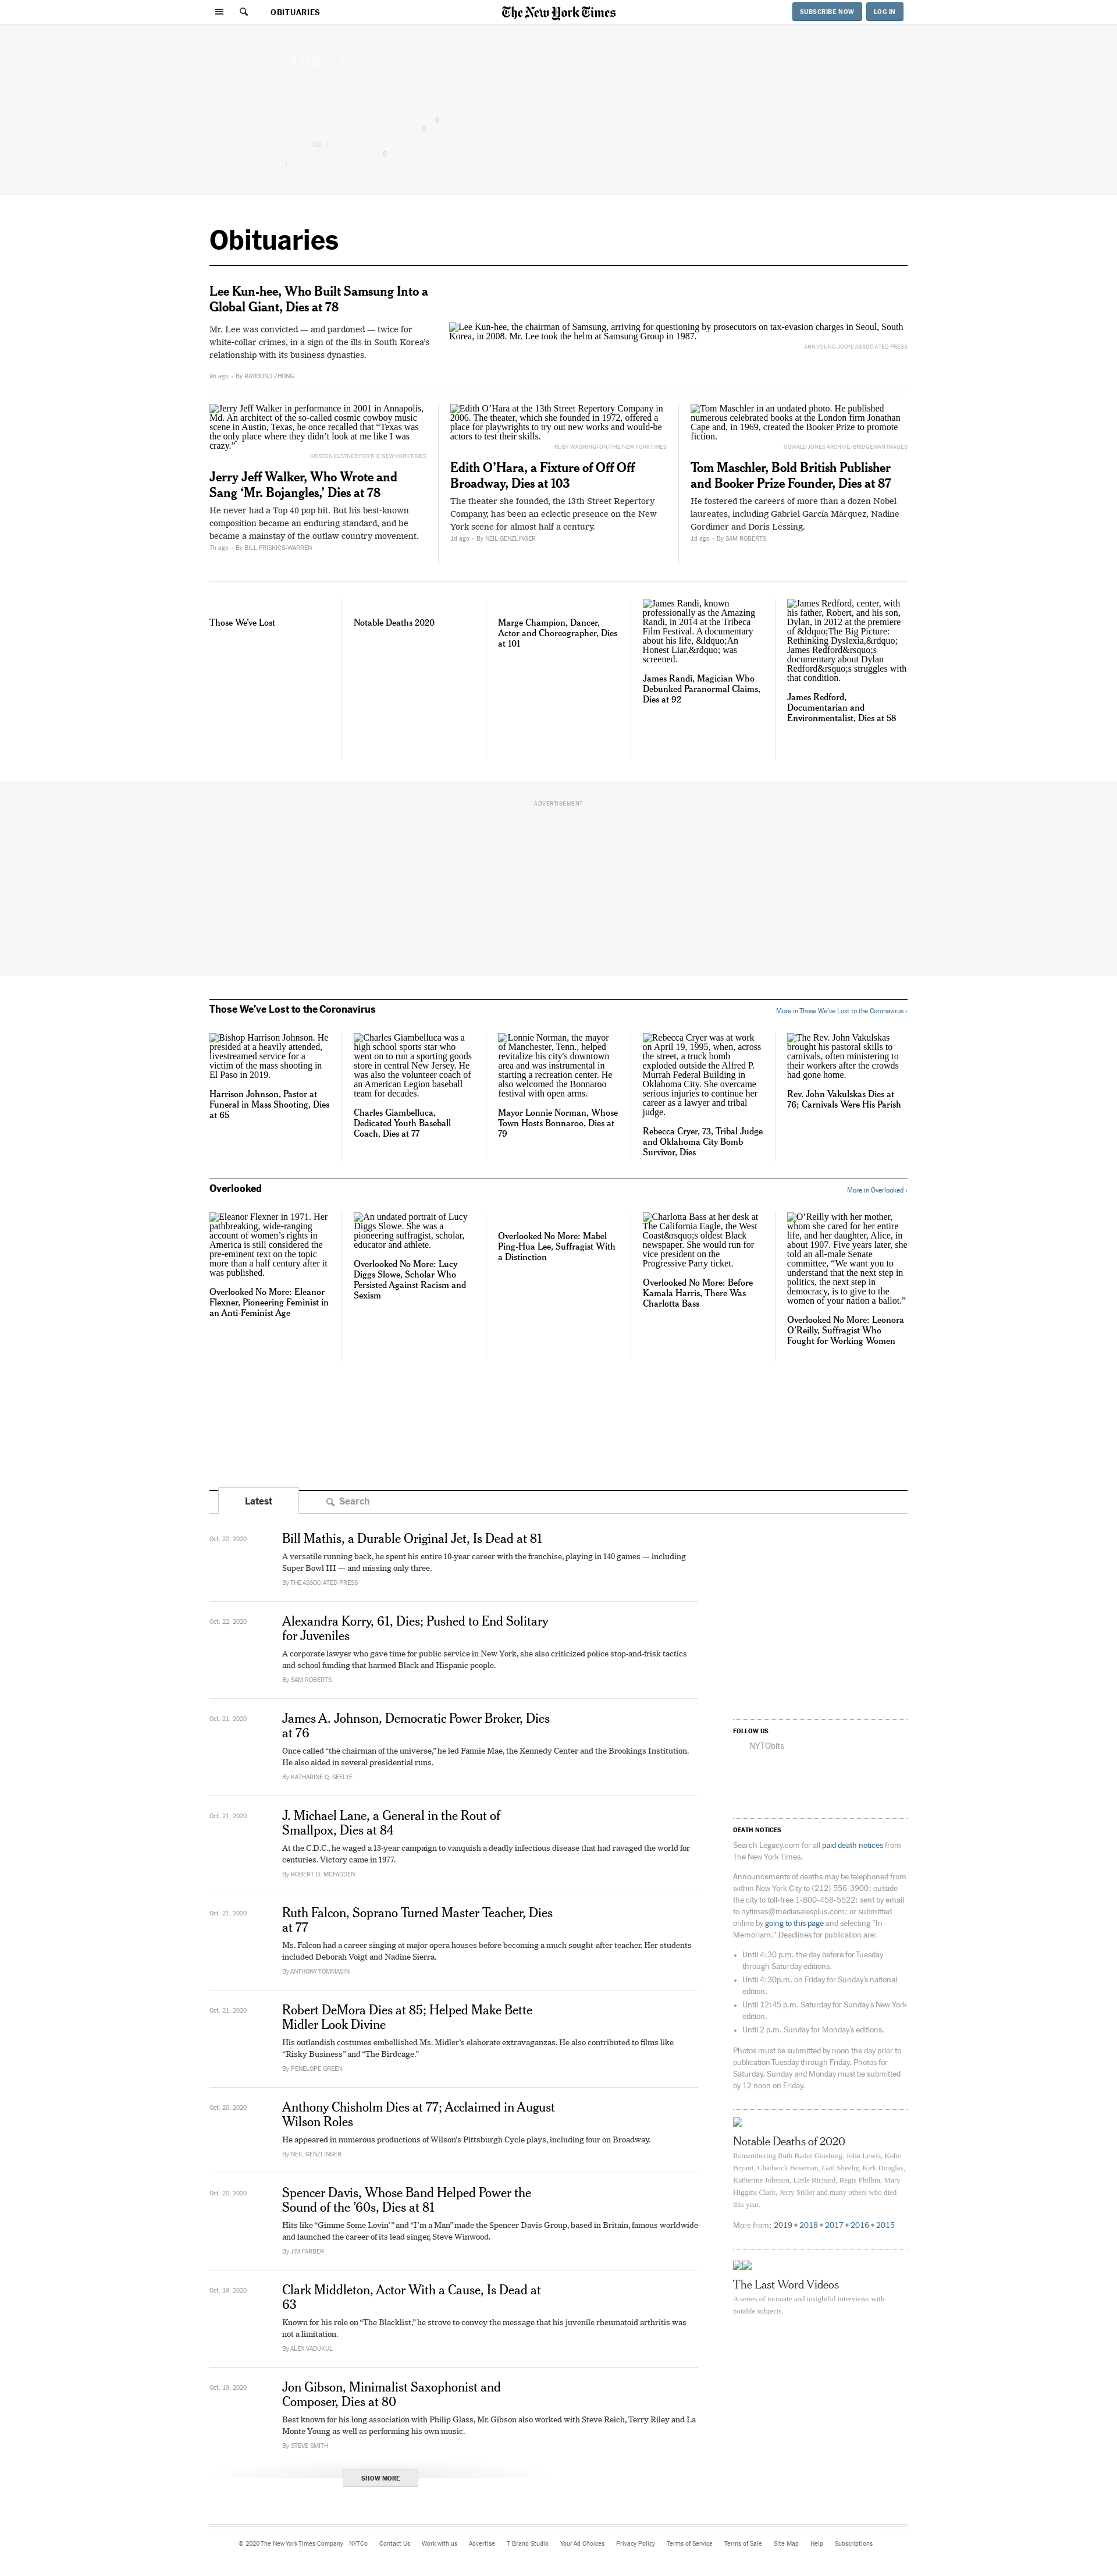 OBITUARIES
The New York Times
SUBSCRIBE NOW
LOG IN
Obituaries
Lee Kun-hee, Who Built Samsung Into a
Global Giant, Dies at 78
Mr. Lee was convicted — and pardoned — twice for
white-collar crimes, in a sign of the ills in South Korea's
relationship with its business dynasties.
9h ago • By RAYMOND ZHONG
Lee Kun-hee, the chairman of Samsung, arriving for questioning by prosecutors on tax-evasion charges in Seoul, South
Korea, in 2008. Mr. Lee took the helm at Samsung Group in 1987.
AHN YOUNG JOON/ASSOCIATED PRESS
Jerry Jeff Walker in performance in 2001 in Annapolis,
Md. An architect of the so-called cosmic cowboy music
scene in Austin, Texas, he once recalled that “Texas was
the only place where they didn’t look at me like I was
crazy.”
KRISTEN ELSTNER FOR THE NEW YORK TIMES
Jerry Jeff Walker, Who Wrote and
Sang ‘Mr. Bojangles,’ Dies at 78
He never had a Top 40 pop hit. But his best-known
composition became an enduring standard, and he
became a mainstay of the outlaw country movement.
7h ago • By BILL FRISKICS-WARREN
Edith O’Hara at the 13th Street Repertory Company in
2006. The theater, which she founded in 1972, offered a
place for playwrights to try out new works and would-be
actors to test their skills.
RUBY WASHINGTON/THE NEW YORK TIMES
Edith O’Hara, a Fixture of Off Off
Broadway, Dies at 103
The theater she founded, the 13th Street Repertory
Company, has been an eclectic presence on the New
York scene for almost half a century.
1d ago • By NEIL GENZLINGER
Tom Maschler in an undated photo. He published
numerous celebrated books at the London firm Jonathan
Cape and, in 1969, created the Booker Prize to promote
fiction.
OSWALD JONES ARCHIVE/BRIDGEMAN IMAGES
Tom Maschler, Bold British Publisher
and Booker Prize Founder, Dies at 87
He fostered the careers of more than a dozen Nobel
laureates, including Gabriel García Márquez, Nadine
Gordimer and Doris Lessing.
1d ago • By SAM ROBERTS
Those We’ve Lost
Notable Deaths 2020
Marge Champion, Dancer,
Actor and Choreographer, Dies
at 101
James Randi, known
professionally as the Amazing
Randi, in 2014 at the Tribeca
Film Festival. A documentary
about his life, &ldquo;An
Honest Liar,&rdquo; was
screened.
James Randi, Magician Who
Debunked Paranormal Claims,
Dies at 92
James Redford, center, with
his father, Robert, and his son,
Dylan, in 2012 at the premiere
of &ldquo;The Big Picture:
Rethinking Dyslexia,&rdquo;
James Redford&rsquo;s
documentary about Dylan
Redford&rsquo;s struggles with
that condition.
James Redford,
Documentarian and
Environmentalist, Dies at 58
ADVERTISEMENT
Those We’ve Lost to the Coronavirus
More in Those We’ve Lost to the Coronavirus ›
Bishop Harrison Johnson. He
presided at a heavily attended,
livestreamed service for a
victim of the mass shooting in
El Paso in 2019.
Harrison Johnson, Pastor at
Funeral in Mass Shooting, Dies
at 65
Charles Giambelluca was a
high school sports star who
went on to run a sporting goods
store in central New Jersey. He
was also the volunteer coach of
an American Legion baseball
team for decades.
Charles Giambelluca,
Dedicated Youth Baseball
Coach, Dies at 77
Lonnie Norman, the mayor
of Manchester, Tenn., helped
revitalize his city's downtown
area and was instrumental in
starting a recreation center. He
also welcomed the Bonnaroo
festival with open arms.
Mayor Lonnie Norman, Whose
Town Hosts Bonnaroo, Dies at
79
Rebecca Cryer was at work
on April 19, 1995, when, across
the street, a truck bomb
exploded outside the Alfred P.
Murrah Federal Building in
Oklahoma City. She overcame
serious injuries to continue her
career as a lawyer and tribal
judge.
Rebecca Cryer, 73, Tribal Judge
and Oklahoma City Bomb
Survivor, Dies
The Rev. John Vakulskas
brought his pastoral skills to
carnivals, often ministering to
their workers after the crowds
had gone home.
Rev. John Vakulskas Dies at
76; Carnivals Were His Parish
Overlooked
More in Overlooked ›
Eleanor Flexner in 1971. Her
pathbreaking, wide-ranging
account of women’s rights in
America is still considered the
pre-eminent text on the topic
more than a half century after it
was published.
Overlooked No More: Eleanor
Flexner, Pioneering Feminist in
an Anti-Feminist Age
An undated portrait of Lucy
Diggs Slowe. She was a
pioneering suffragist, scholar,
educator and athlete.
Overlooked No More: Lucy
Diggs Slowe, Scholar Who
Persisted Against Racism and
Sexism
Overlooked No More: Mabel
Ping-Hua Lee, Suffragist With
a Distinction
Charlotta Bass at her desk at
The California Eagle, the West
Coast&rsquo;s oldest Black
newspaper. She would run for
vice president on the
Progressive Party ticket.
Overlooked No More: Before
Kamala Harris, There Was
Charlotta Bass
O’Reilly with her mother,
whom she cared for her entire
life, and her daughter, Alice, in
about 1907. Five years later, she
told an all-male Senate
committee, “We want you to
understand that the next step in
politics, the next step in
democracy, is to give to the
women of your nation a ballot.”
Overlooked No More: Leonora
O’Reilly, Suffragist Who
Fought for Working Women
Latest
Search
Oct. 22, 2020
Bill Mathis, a Durable Original Jet, Is Dead at 81
A versatile running back, he spent his entire 10-year career with the franchise, playing in 140 games — including
Super Bowl III — and missing only three.
By THE ASSOCIATED PRESS
Oct. 22, 2020
Alexandra Korry, 61, Dies; Pushed to End Solitary
for Juveniles
A corporate lawyer who gave time for public service in New York, she also criticized police stop-and-frisk tactics
and school funding that harmed Black and Hispanic people.
By SAM ROBERTS
Oct. 21, 2020
James A. Johnson, Democratic Power Broker, Dies
at 76
Once called “the chairman of the universe,” he led Fannie Mae, the Kennedy Center and the Brookings Institution.
He also aided in several presidential runs.
By KATHARINE Q. SEELYE
Oct. 21, 2020
J. Michael Lane, a General in the Rout of
Smallpox, Dies at 84
At the C.D.C., he waged a 13-year campaign to vanquish a deadly infectious disease that had ravaged the world for
centuries. Victory came in 1977.
By ROBERT D. MCFADDEN
Oct. 21, 2020
Ruth Falcon, Soprano Turned Master Teacher, Dies
at 77
Ms. Falcon had a career singing at major opera houses before becoming a much sought-after teacher. Her students
included Deborah Voigt and Nadine Sierra.
By ANTHONY TOMMASINI
Oct. 21, 2020
Robert DeMora Dies at 85; Helped Make Bette
Midler Look Divine
His outlandish costumes embellished Ms. Midler’s elaborate extravaganzas. He also contributed to films like
“Risky Business” and “The Birdcage.”
By PENELOPE GREEN
Oct. 20, 2020
Anthony Chisholm Dies at 77; Acclaimed in August
Wilson Roles
He appeared in numerous productions of Wilson’s Pittsburgh Cycle plays, including four on Broadway.
By NEIL GENZLINGER
Oct. 20, 2020
Spencer Davis, Whose Band Helped Power the
Sound of the ’60s, Dies at 81
Hits like “Gimme Some Lovin’ ” and “I’m a Man” made the Spencer Davis Group, based in Britain, famous worldwide
and launched the career of its lead singer, Steve Winwood.
By JIM FARBER
Oct. 19, 2020
Clark Middleton, Actor With a Cause, Is Dead at
63
Known for his role on “The Blacklist,” he strove to convey the message that his juvenile rheumatoid arthritis was
not a limitation.
By ALEX VADUKUL
Oct. 19, 2020
Jon Gibson, Minimalist Saxophonist and
Composer, Dies at 80
Best known for his long association with Philip Glass, Mr. Gibson also worked with Steve Reich, Terry Riley and La
Monte Young as well as performing his own music.
By STEVE SMITH
SHOW MORE
FOLLOW US
NYTObits
DEATH NOTICES
Search Legacy.com for all paid death notices from
The New York Times.
Announcements of deaths may be telephoned from
within New York City to (212) 556-3900; outside
the city to toll-free 1-800-458-5522; sent by email
to nytimes@mediasalesplus.com; or submitted
online by going to this page and selecting "In
Memoriam." Deadlines for publication are:
• Until 4:30 p.m. the day before for Tuesday
through Saturday editions.
• Until 4:30p.m. on Friday for Sunday’s national
edition.
• Until 12:45 p.m. Saturday for Sunday’s New York
edition.
• Until 2 p.m. Sunday for Monday’s editions.
Photos must be submitted by noon the day prior to
publication Tuesday through Friday. Photos for
Saturday, Sunday and Monday must be submitted
by 12 noon on Friday.
Notable Deaths of 2020
Remembering Ruth Bader Ginsburg, John Lewis, Kobe
Bryant, Chadwick Boseman, Gail Sheehy, Kirk Douglas,
Katherine Johnson, Little Richard, Regis Philbin, Mary
Higgins Clark, Jerry Stiller and many others who died
this year.
More from: 2019 • 2018 • 2017 • 2016 • 2015
The Last Word Videos
A series of intimate and insightful interviews with
notable subjects.
© 2020 The New York Times Company NYTCo Contact Us Work with us Advertise T Brand Studio Your Ad Choices Privacy Policy Terms of Service Terms of Sale Site Map Help Subscriptions